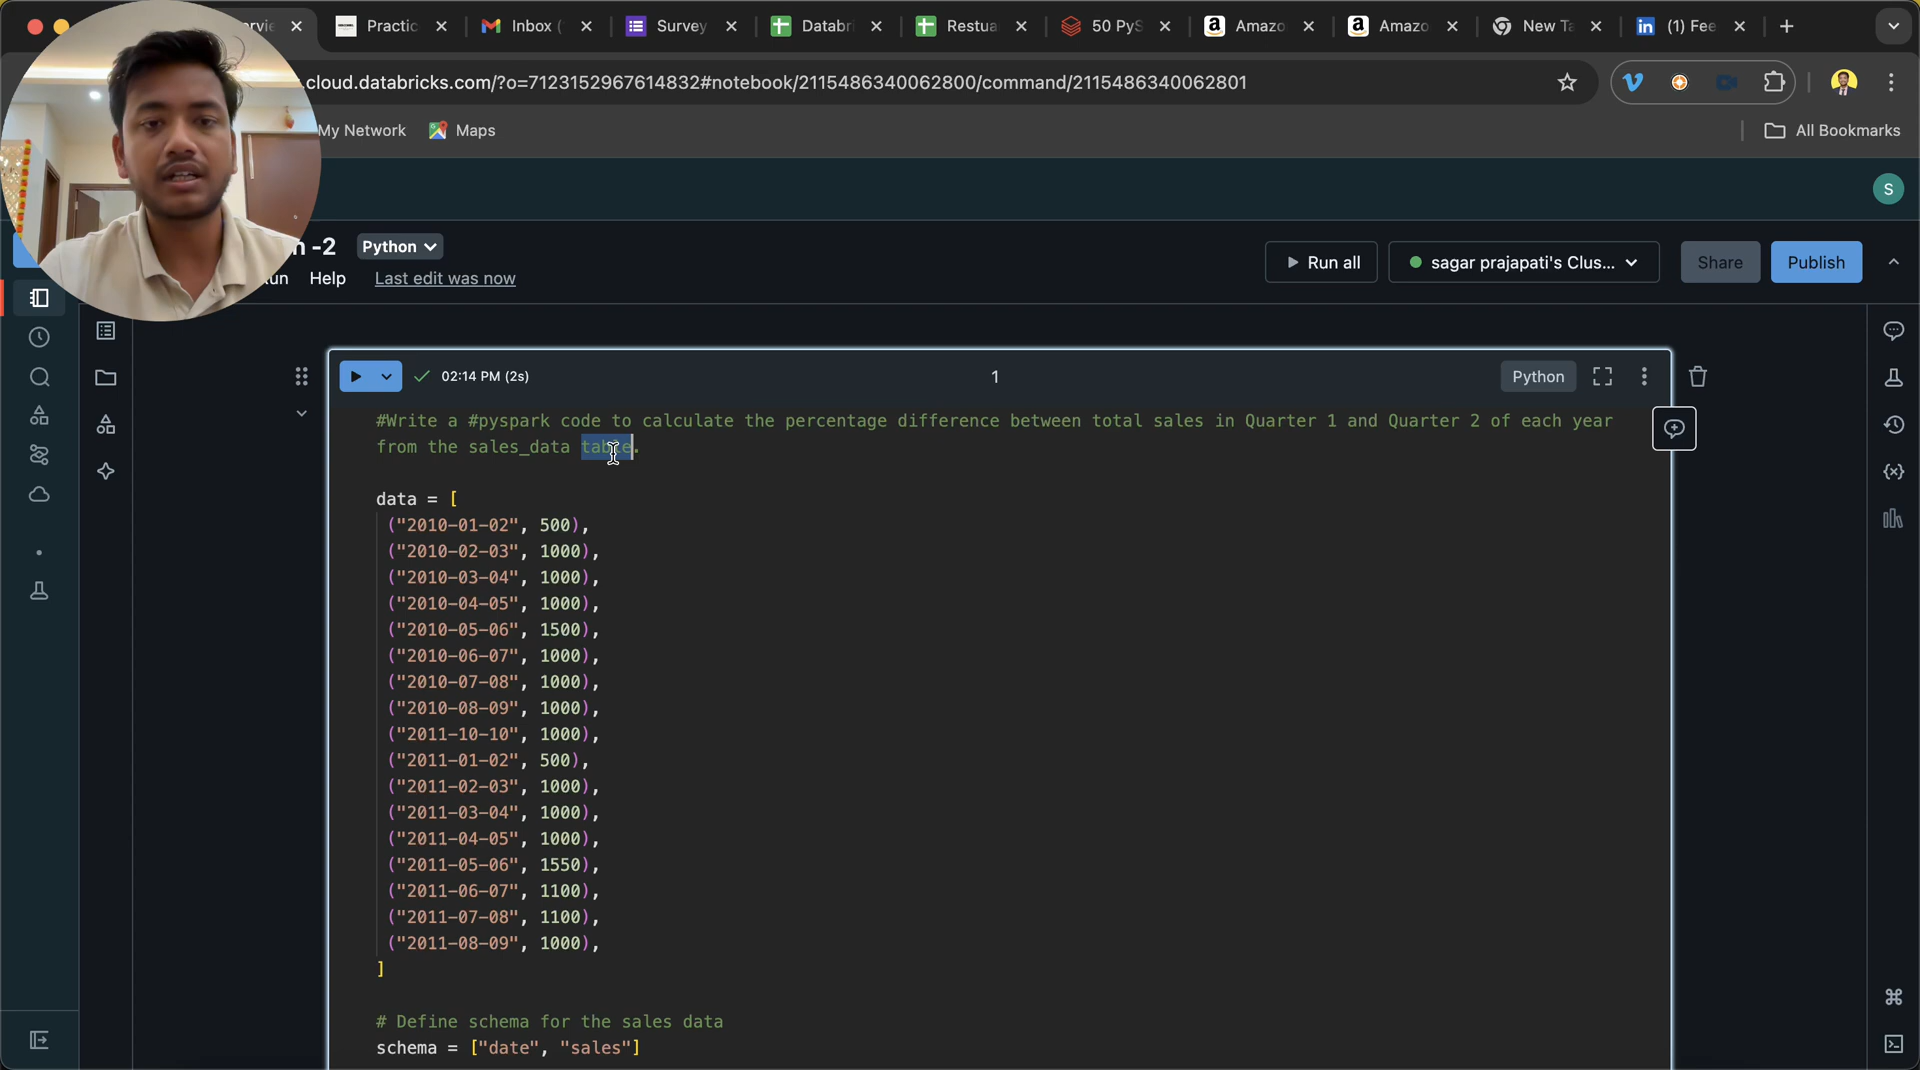 Practic
Inbox (
Survey
Databri
Restua
50 PyS
Amazo
Amazo
New Ta
(1) Fee
.cloud.databricks.com/?o=7123152967614832#notebook/2115486340062800/command/2115486340062801
My Network
Maps
All Bookmarks
S
-2
Python
Help
Last edit was now
Run all
sagar prajapati's Clus...
Share
Publish
02:14 PM (2s)
1
Python
#Write a #pyspark code to calculate the percentage difference between total sales in Quarter 1 and Quarter 2 of each year
from the sales_data table.
data = [
("2010-01-02", 500),
("2010-02-03", 1000),
("2010-03-04", 1000),
("2010-04-05", 1000),
("2010-05-06", 1500),
("2010-06-07", 1000),
("2010-07-08", 1000),
("2010-08-09", 1000),
("2011-10-10", 1000),
("2011-01-02", 500),
("2011-02-03", 1000),
("2011-03-04", 1000),
("2011-04-05", 1000),
("2011-05-06", 1550),
("2011-06-07", 1100),
("2011-07-08", 1100),
("2011-08-09", 1000),
]
# Define schema for the sales data
schema = ["date", "sales"]